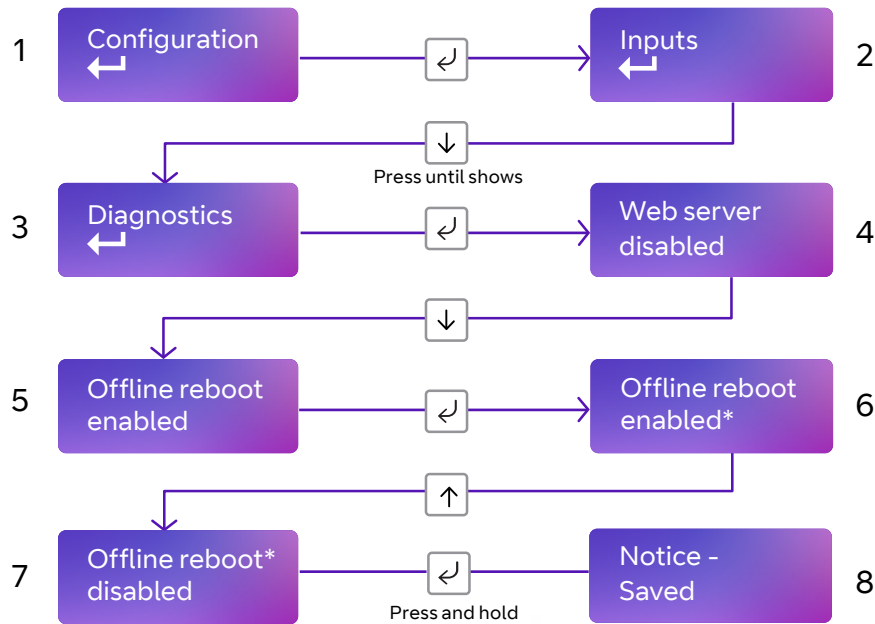 1
Configuration
Inputs
2
Press until shows
3
Diagnostics
Web server
disabled
4
5
Offline reboot
enabled
Offline reboot
enabled*
6
7
Offline reboot*
disabled
Press and hold
Notice -
Saved
8